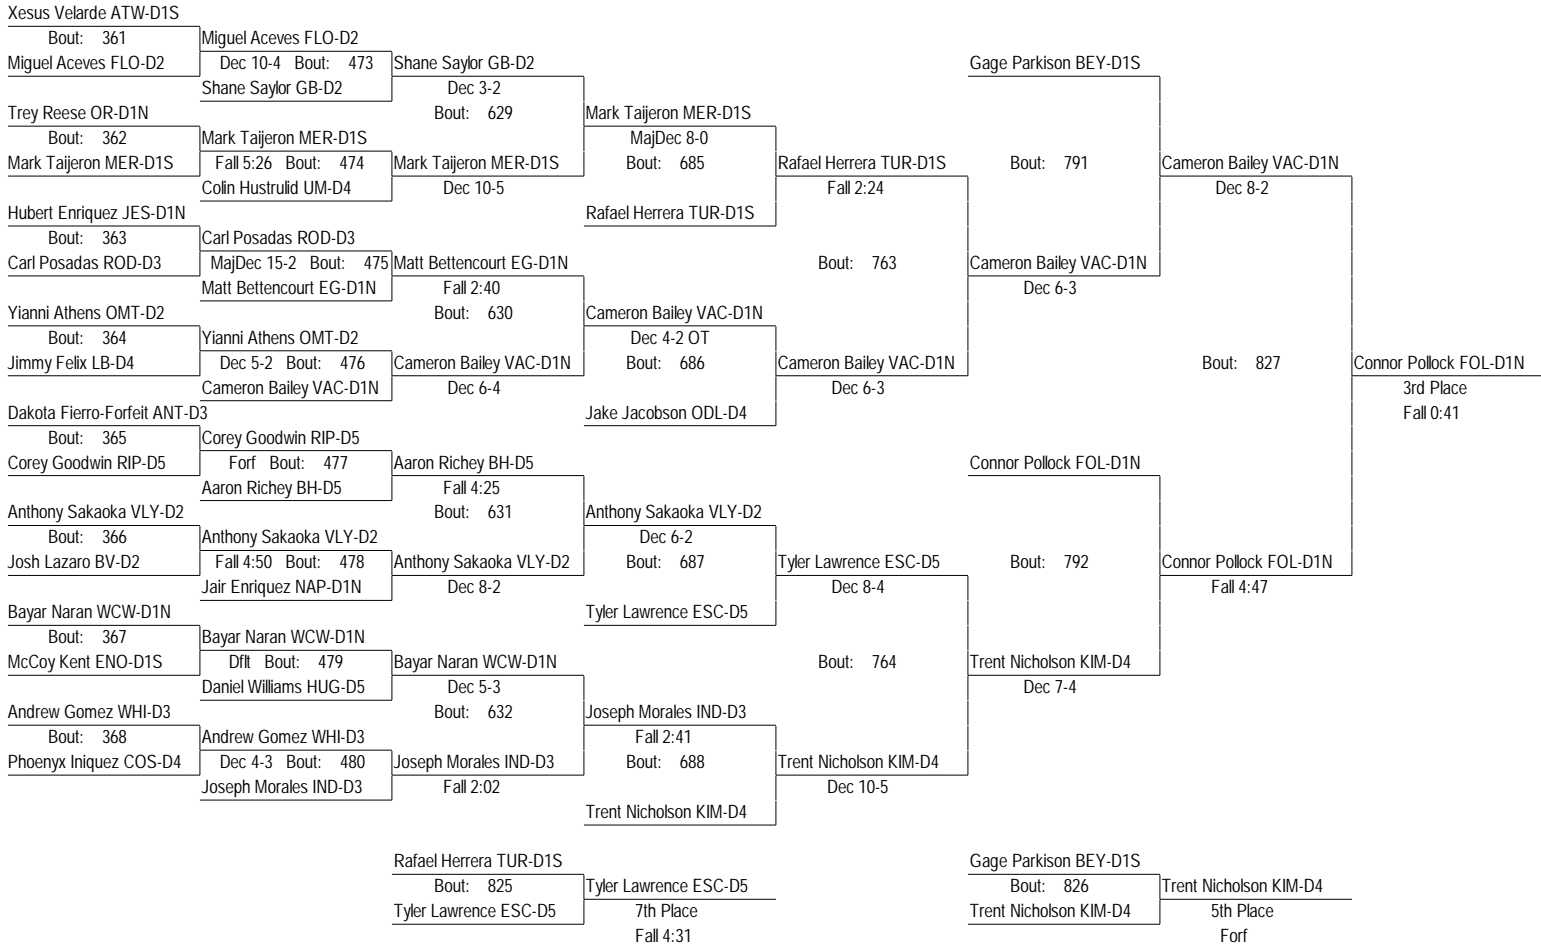 Xesus Velarde ATW-D1S
Bout: 361 Miguel Aceves FLO-D2
Miguel Aceves FLO-D2 Dec 10-4 Bout: 473 Shane Saylor GB-D2 Gage Parkison BEY-D1S
Shane Saylor GB-D2 Dec 3-2
Trey Reese OR-D1N Bout: 629 Mark Taijeron MER-D1S
Bout: 362 Mark Taijeron MER-D1S MajDec 8-0
Mark Taijeron MER-D1S Fall 5:26 Bout: 474 Mark Taijeron MER-D1S Bout: 685 Rafael Herrera TUR-D1S Bout: 791 Cameron Bailey VAC-D1N
Colin Hustrulid UM-D4 Dec 10-5 Fall 2:24 Dec 8-2
Hubert Enriquez JES-D1N Rafael Herrera TUR-D1S
Bout: 363 Carl Posadas ROD-D3
Carl Posadas ROD-D3 MajDec 15-2 Bout: 475 Matt Bettencourt EG-D1N Bout: 763 Cameron Bailey VAC-D1N
Matt Bettencourt EG-D1N Fall 2:40 Dec 6-3
Yianni Athens OMT-D2 Bout: 630 Cameron Bailey VAC-D1N
Bout: 364 Yianni Athens OMT-D2 Dec 4-2 OT
Jimmy Felix LB-D4 Dec 5-2 Bout: 476 Cameron Bailey VAC-D1N Bout: 686 Cameron Bailey VAC-D1N Bout: 827 Connor Pollock FOL-D1N
Cameron Bailey VAC-D1N Dec 6-4 Dec 6-3 3rd Place
Dakota Fierro-Forfeit ANT-D3 Jake Jacobson ODL-D4 Fall 0:41
Bout: 365 Corey Goodwin RIP-D5
Corey Goodwin RIP-D5 Forf Bout: 477 Aaron Richey BH-D5 Connor Pollock FOL-D1N
Aaron Richey BH-D5 Fall 4:25
Anthony Sakaoka VLY-D2 Bout: 631 Anthony Sakaoka VLY-D2
Bout: 366 Anthony Sakaoka VLY-D2 Dec 6-2
Josh Lazaro BV-D2 Fall 4:50 Bout: 478 Anthony Sakaoka VLY-D2 Bout: 687 Tyler Lawrence ESC-D5 Bout: 792 Connor Pollock FOL-D1N
Jair Enriquez NAP-D1N Dec 8-2 Dec 8-4 Fall 4:47
Bayar Naran WCW-D1N Tyler Lawrence ESC-D5
Bout: 367 Bayar Naran WCW-D1N
McCoy Kent ENO-D1S Dflt Bout: 479 Bayar Naran WCW-D1N Bout: 764 Trent Nicholson KIM-D4
Daniel Williams HUG-D5 Dec 5-3 Dec 7-4
Andrew Gomez WHI-D3 Bout: 632 Joseph Morales IND-D3
Bout: 368 Andrew Gomez WHI-D3 Fall 2:41
Phoenyx Iniquez COS-D4 Dec 4-3 Bout: 480 Joseph Morales IND-D3 Bout: 688 Trent Nicholson KIM-D4
Joseph Morales IND-D3 Fall 2:02 Dec 10-5
Trent Nicholson KIM-D4
Rafael Herrera TUR-D1S Gage Parkison BEY-D1S
Bout: 825 Tyler Lawrence ESC-D5 Bout: 826 Trent Nicholson KIM-D4
Tyler Lawrence ESC-D5 7th Place Trent Nicholson KIM-D4 5th Place
Fall 4:31 Forf